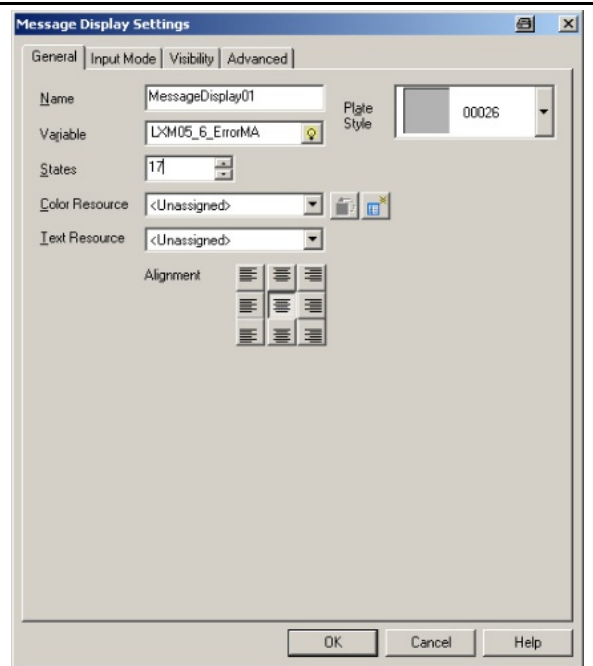 Message Display Settings
General Input Mode Visibility Advanced
Name MessageDisplay01
Plate Style 00026
Variable LXM05_6_ErrorMA
States 17
Color Resource <Unassigned>
Text Resource <Unassigned>
Alignment
OK Cancel Help